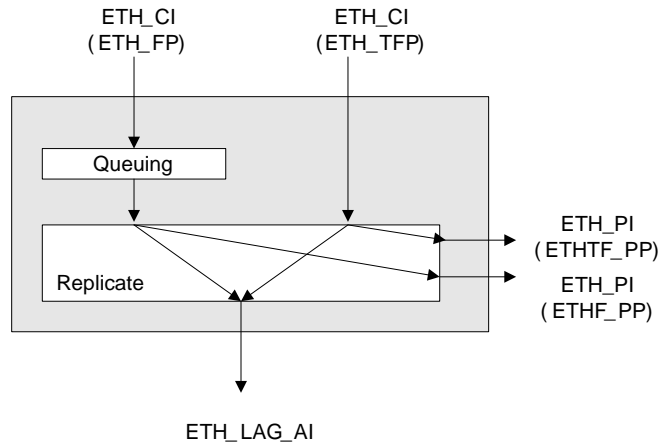 ETH_CI
(ETH_FP)
ETH_CI
(ETH_TFP)
Queuing
Replicate
ETH_PI
(ETHTF_PP)
ETH_PI
(ETHF_PP)
ETH_LAG_AI